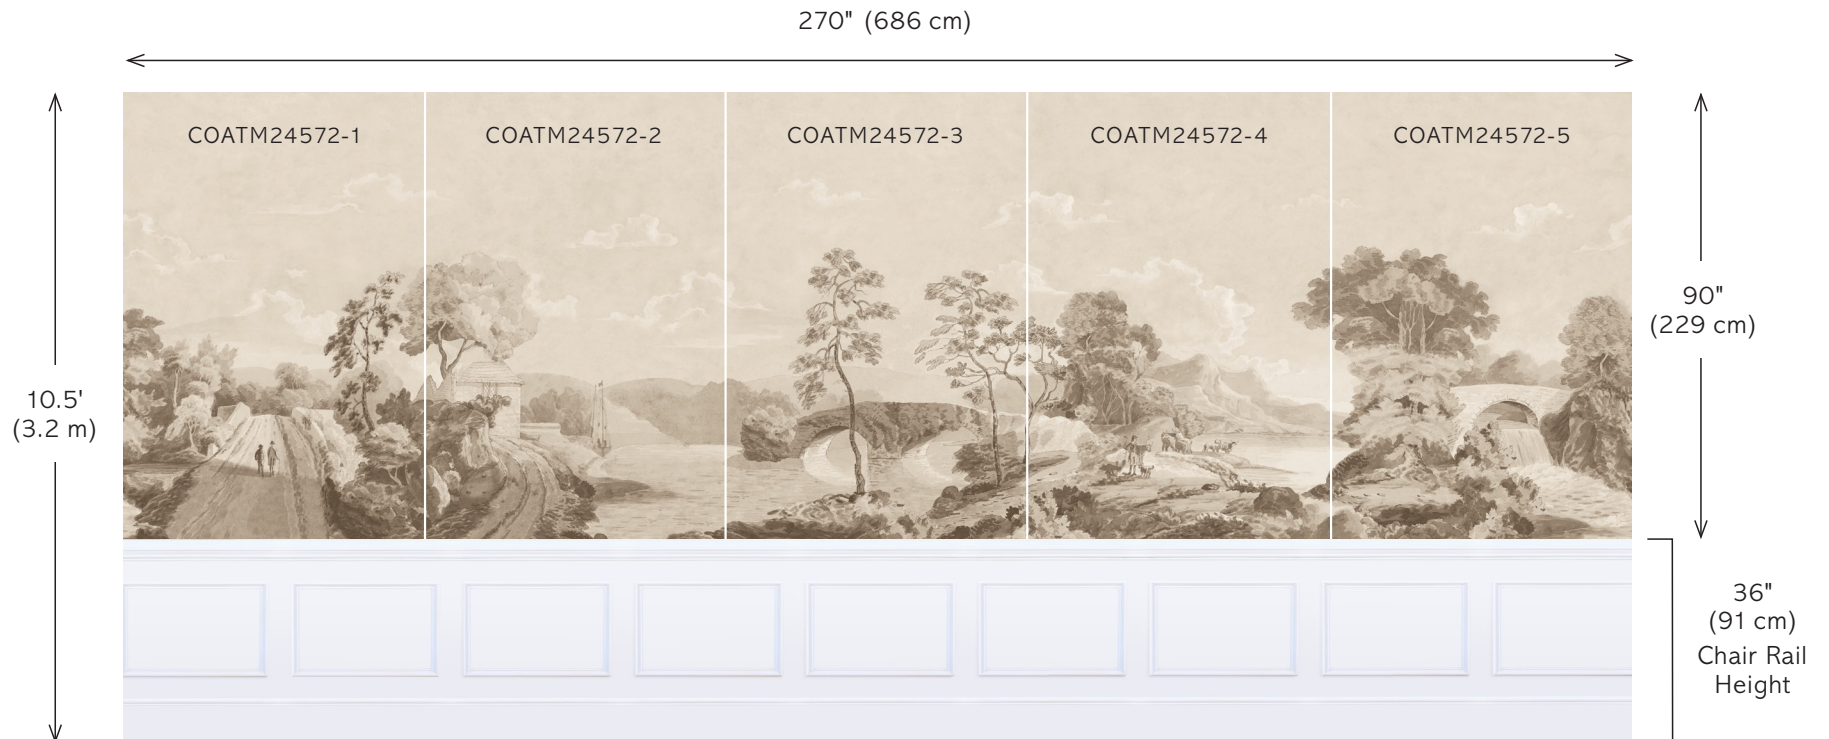 270" (686 cm)
COATM24572-1
COATM24572-2
COATM24572-3
COATM24572-4
COATM24572-5
90"
(229 cm)
10.5'
(3.2 m)
36"
(91 cm)
Chair Rail
Height